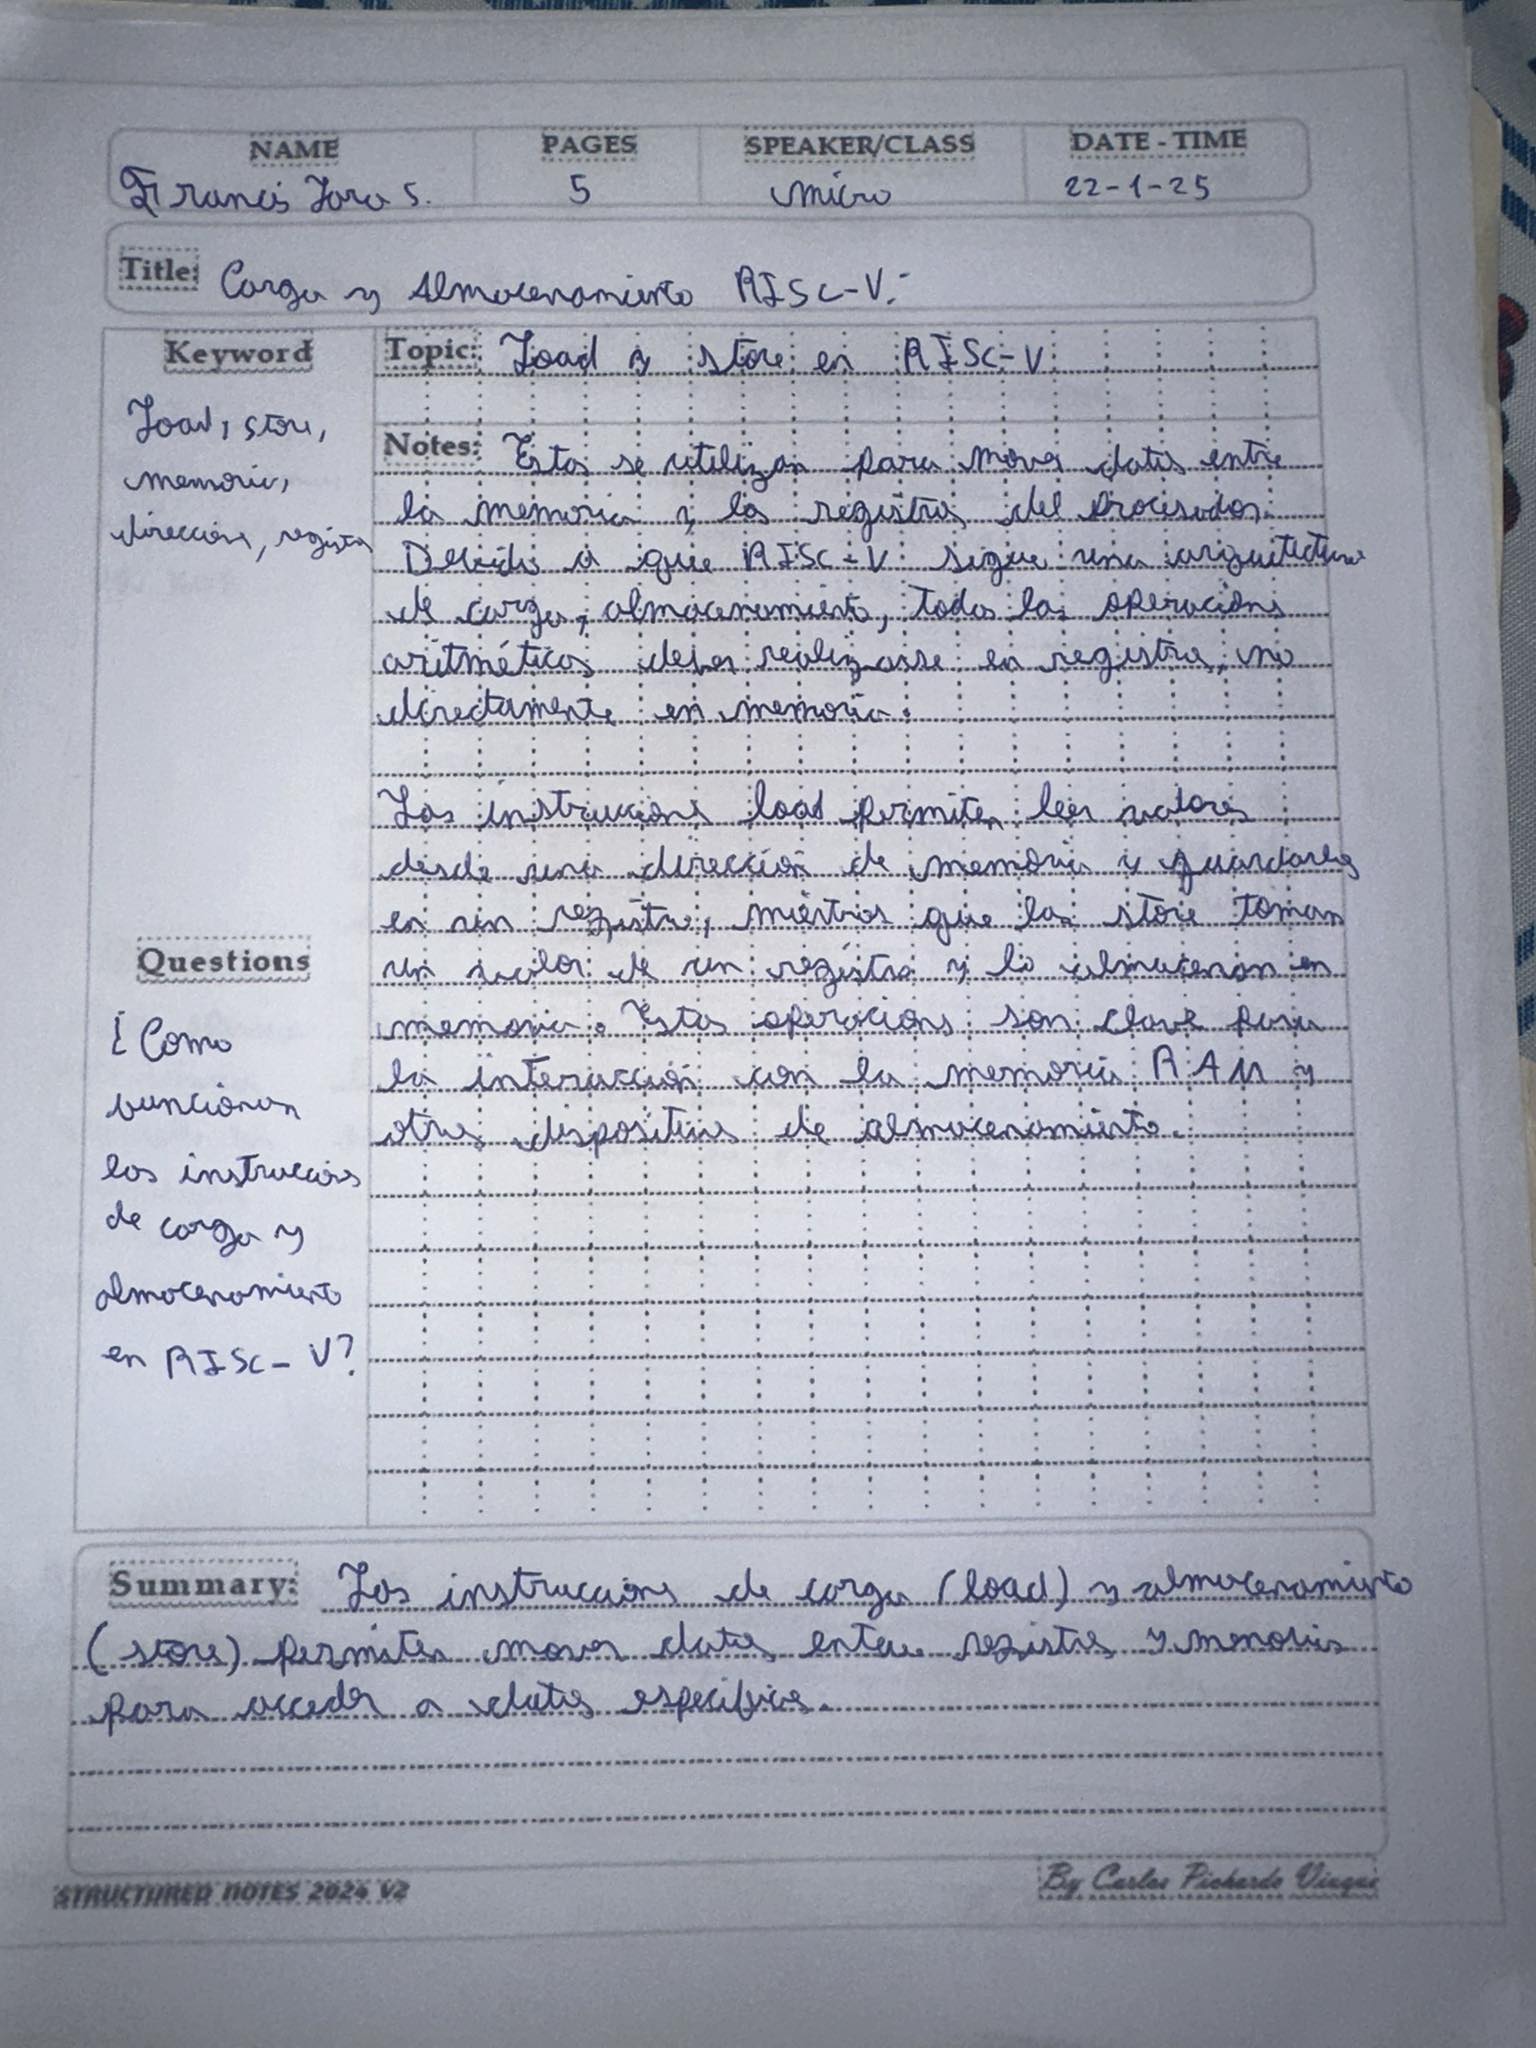 NAME PAGES SPEAKER/CLASS DATE - TIME
Francis Jara S. 5 Micro 22-1-25
Title: Carga y Almacenamiento RISC-V.-
Keyword
Load, store,
memoria,
dirección, registro
Topic: Load y store en RISC-V
Notes: Estas se utilizan para mover datos entre
la memoria y los registros del procesador.
Debido a que RISC-V sigue una arquitectura
de carga y almacenamiento, todas las operaciones
aritméticas deben realizarse en registros, no
directamente en memoria.
Las instrucciones load permiten leer valores
desde una dirección de memoria y guardarlos
en un registro, mientras que las store toman
un valor de un registro y lo almacenan en
memoria. Estas operaciones son clave para
la interacción con la memoria RAM y
otros dispositivos de almacenamiento.
Questions
¿Como
funcionan
las instrucciones
de carga y
almacenamiento
en RISC-V?
Summary: Las instrucciones de carga (load) y almacenamiento
(store) permiten mover datos entre registros y memorias
para acceder a datos específicos.
STRUCTURED NOTES 2024 V2 By Carlos Pichardo Viuque